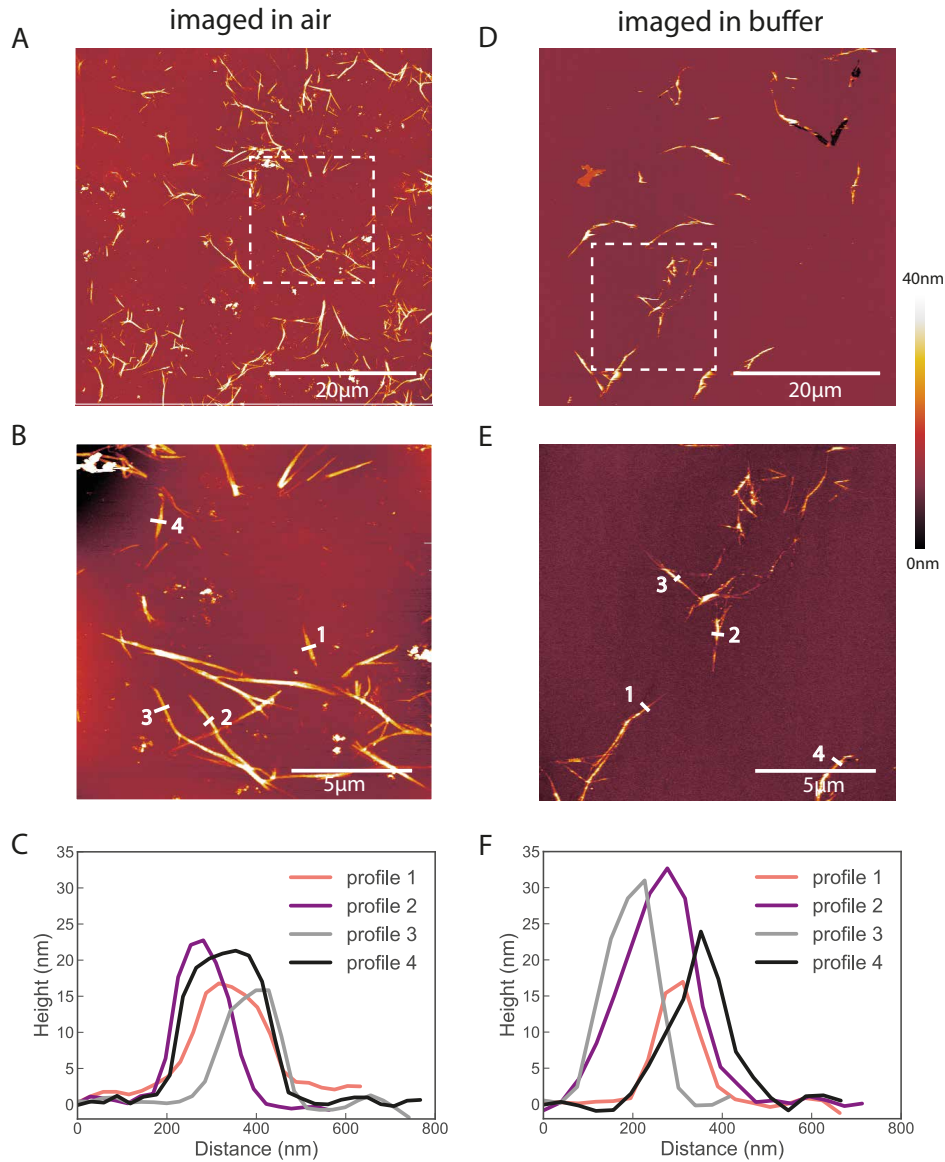 imaged in air
imaged in buffer
A
D
20μm
20μm
40nm
0nm
B
E
4
1
3
2
5μm
3
2
1
4
5μm
C
F
35
30
25
20
15
10
5
0
Height (nm)
profile 1
profile 2
profile 3
profile 4
0
200
400
600
800
Distance (nm)
35
30
25
20
15
10
5
0
Height (nm)
profile 1
profile 2
profile 3
profile 4
0
200
400
600
800
Distance (nm)